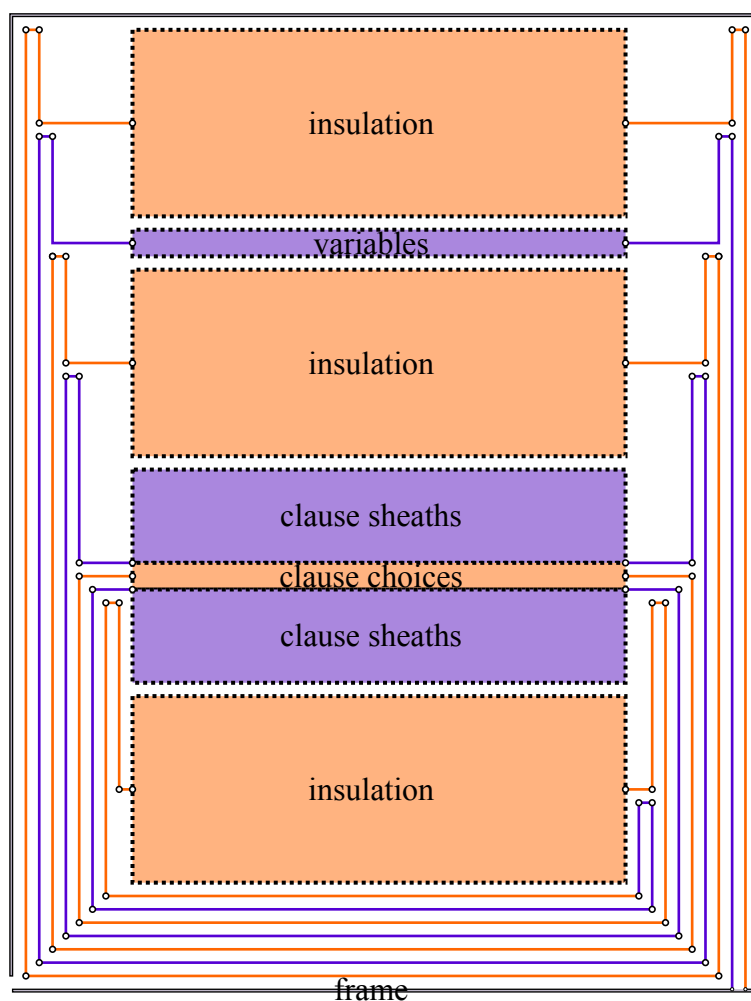 insulation
variables
insulation
clause sheaths
clause choices
clause sheaths
insulation
frame